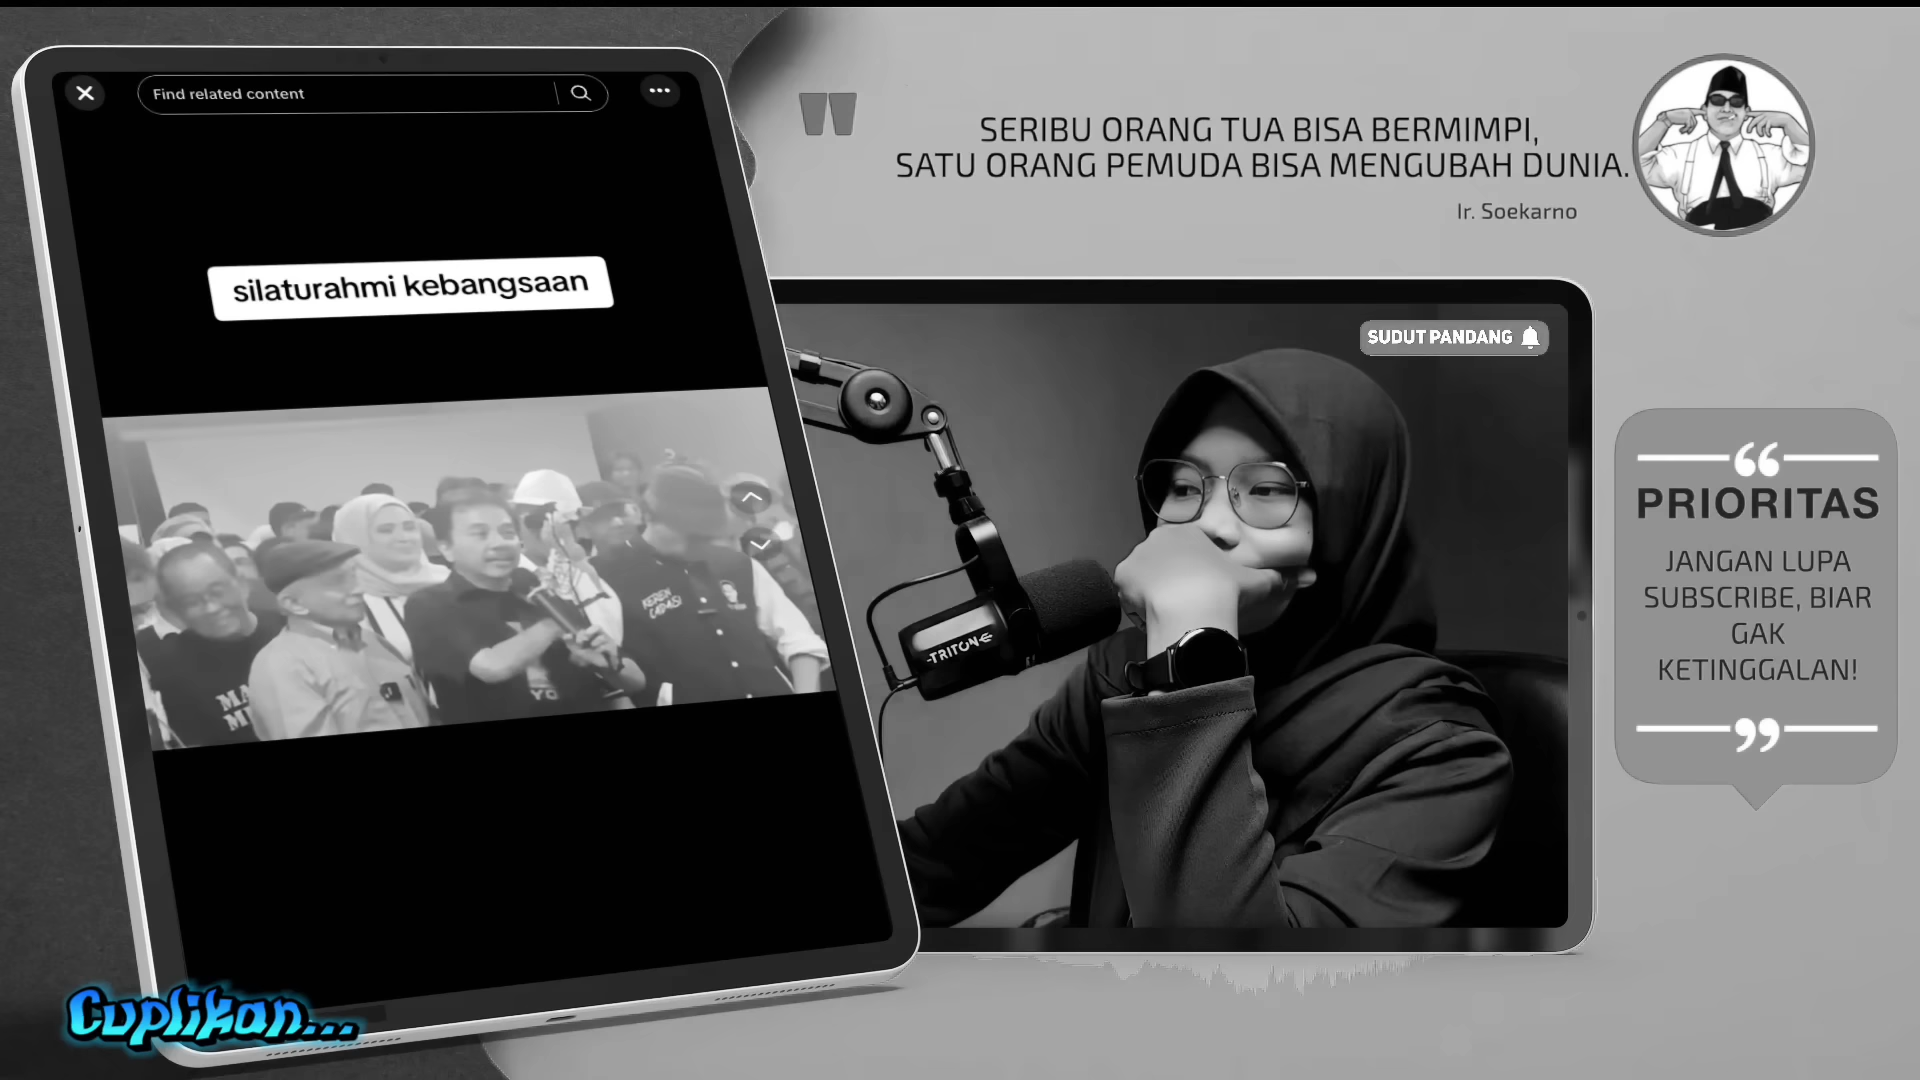 Find related content
silaturahmi kebangsaan
SERIBU ORANG TUA BISA BERMIMPI,
SATU ORANG PEMUDA BISA MENGUBAH DUNIA.
Ir. Soekarno
SUDUT PANDANG
TRITON
PRIORITAS
JANGAN LUPA
SUBSCRIBE, BIAR
GAK
KETINGGALAN!
Cuplikan...